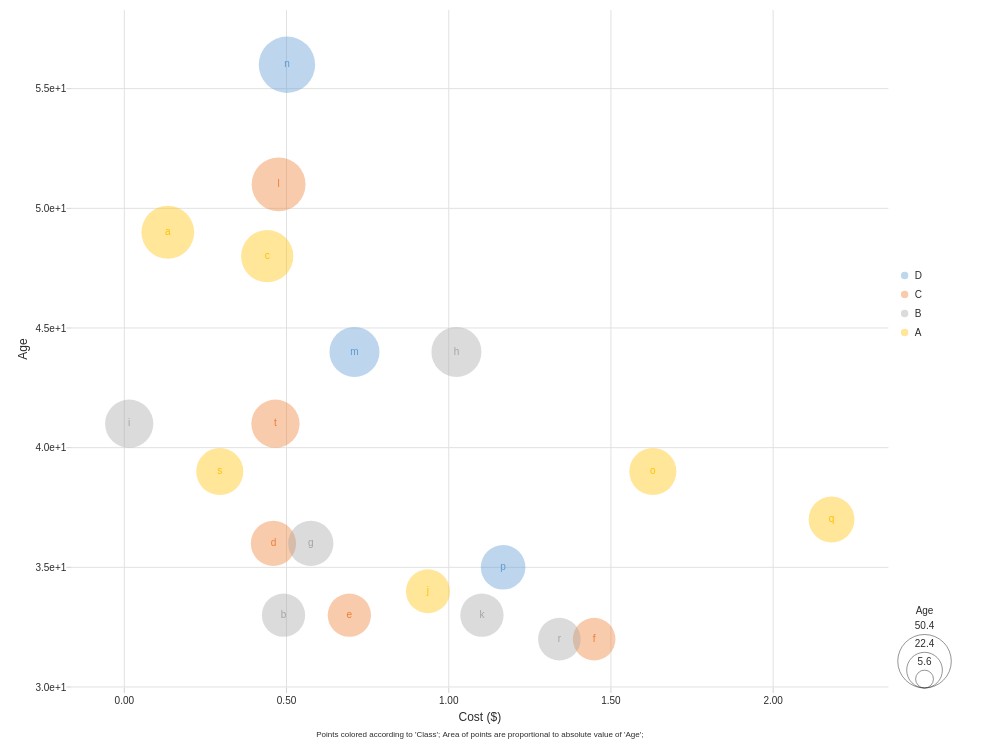 n
5.5e+1
l
5.0e+1
a
c
4.5e+1
m
h
Age
i
t
4.0e+1
s
o
q
d
g
3.5e+1
p
j
b
e
k
r
f
3.0e+1
0.00
0.50
1.00
1.50
2.00
Cost ($)
Points colored according to 'Class'; Area of points are proportional to absolute value of 'Age';
D
C
B
A
Age
50.4
22.4
5.6